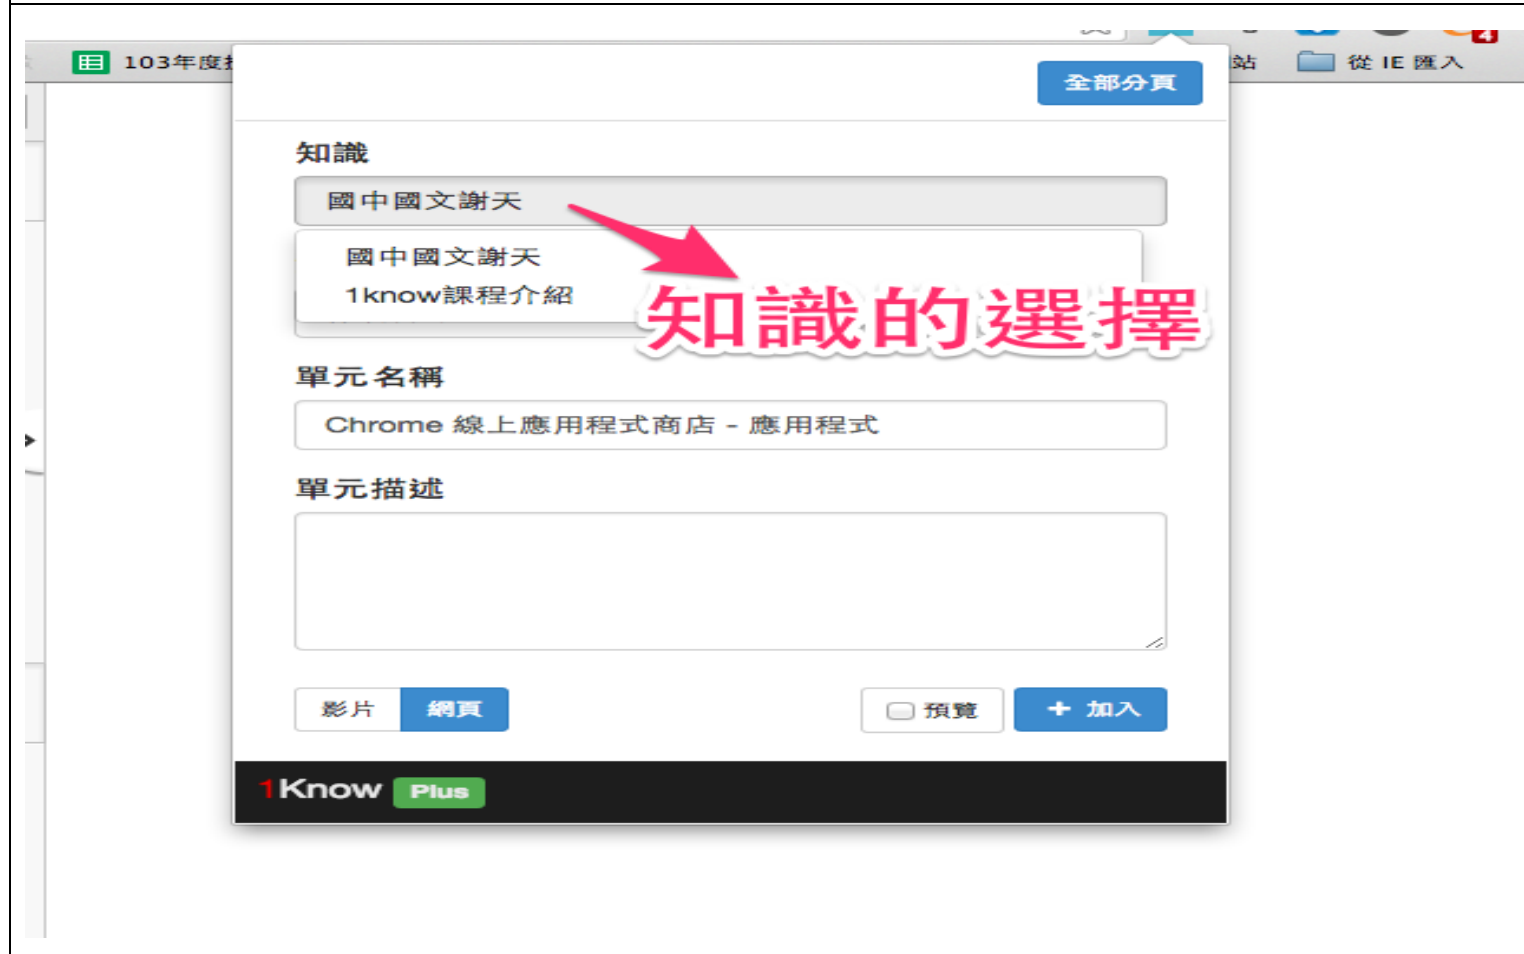 103年度
站
從 IE 匯入
4
全部分頁
知識
國中國文謝天
國中國文謝天
1know課程介紹
知識的選擇
單元名稱
Chrome 線上應用程式商店 - 應用程式
單元描述
影片
網頁
預覽
+ 加入
1Know Plus